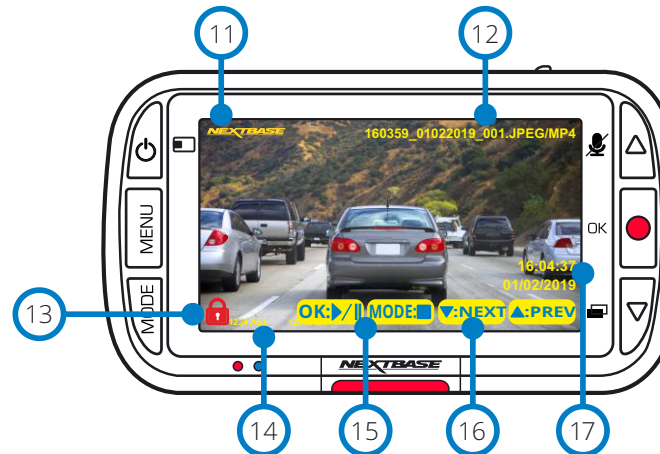 11
12
NEXTBASE
160359_01022019_001.JPEG/MP4
MENU
OK
MODE
16:04:37
01/02/2019
13
OK:▶/II MODE:■ ▼:NEXT ▲:PREV
NEXTBASE
14
15
16
17